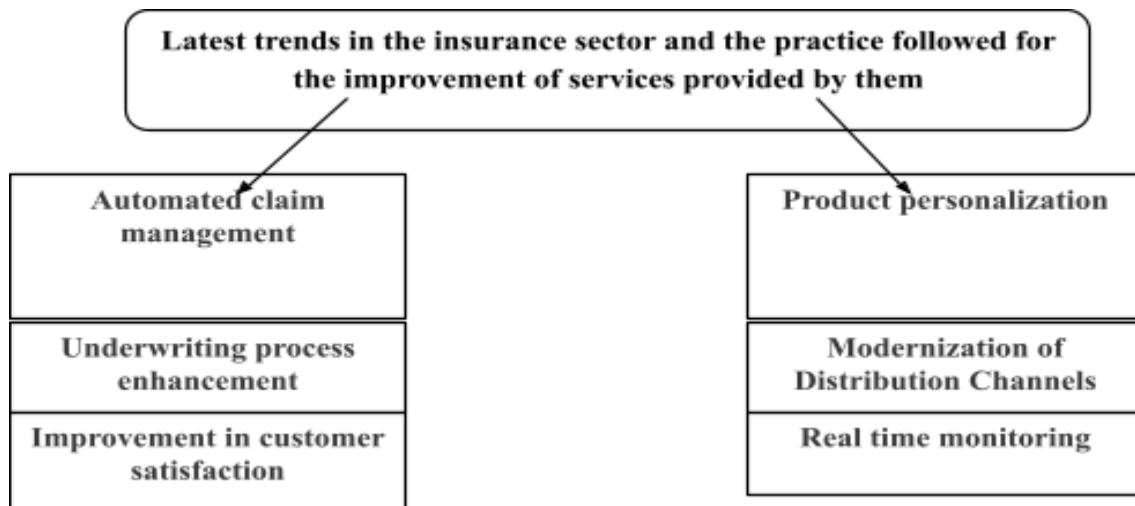 Latest trends in the insurance sector and the practice followed for
the improvement of services provided by them
Automated claim
management
Product personalization
Underwriting process
enhancement
Modernization of
Distribution Channels
Improvement in customer
satisfaction
Real time monitoring